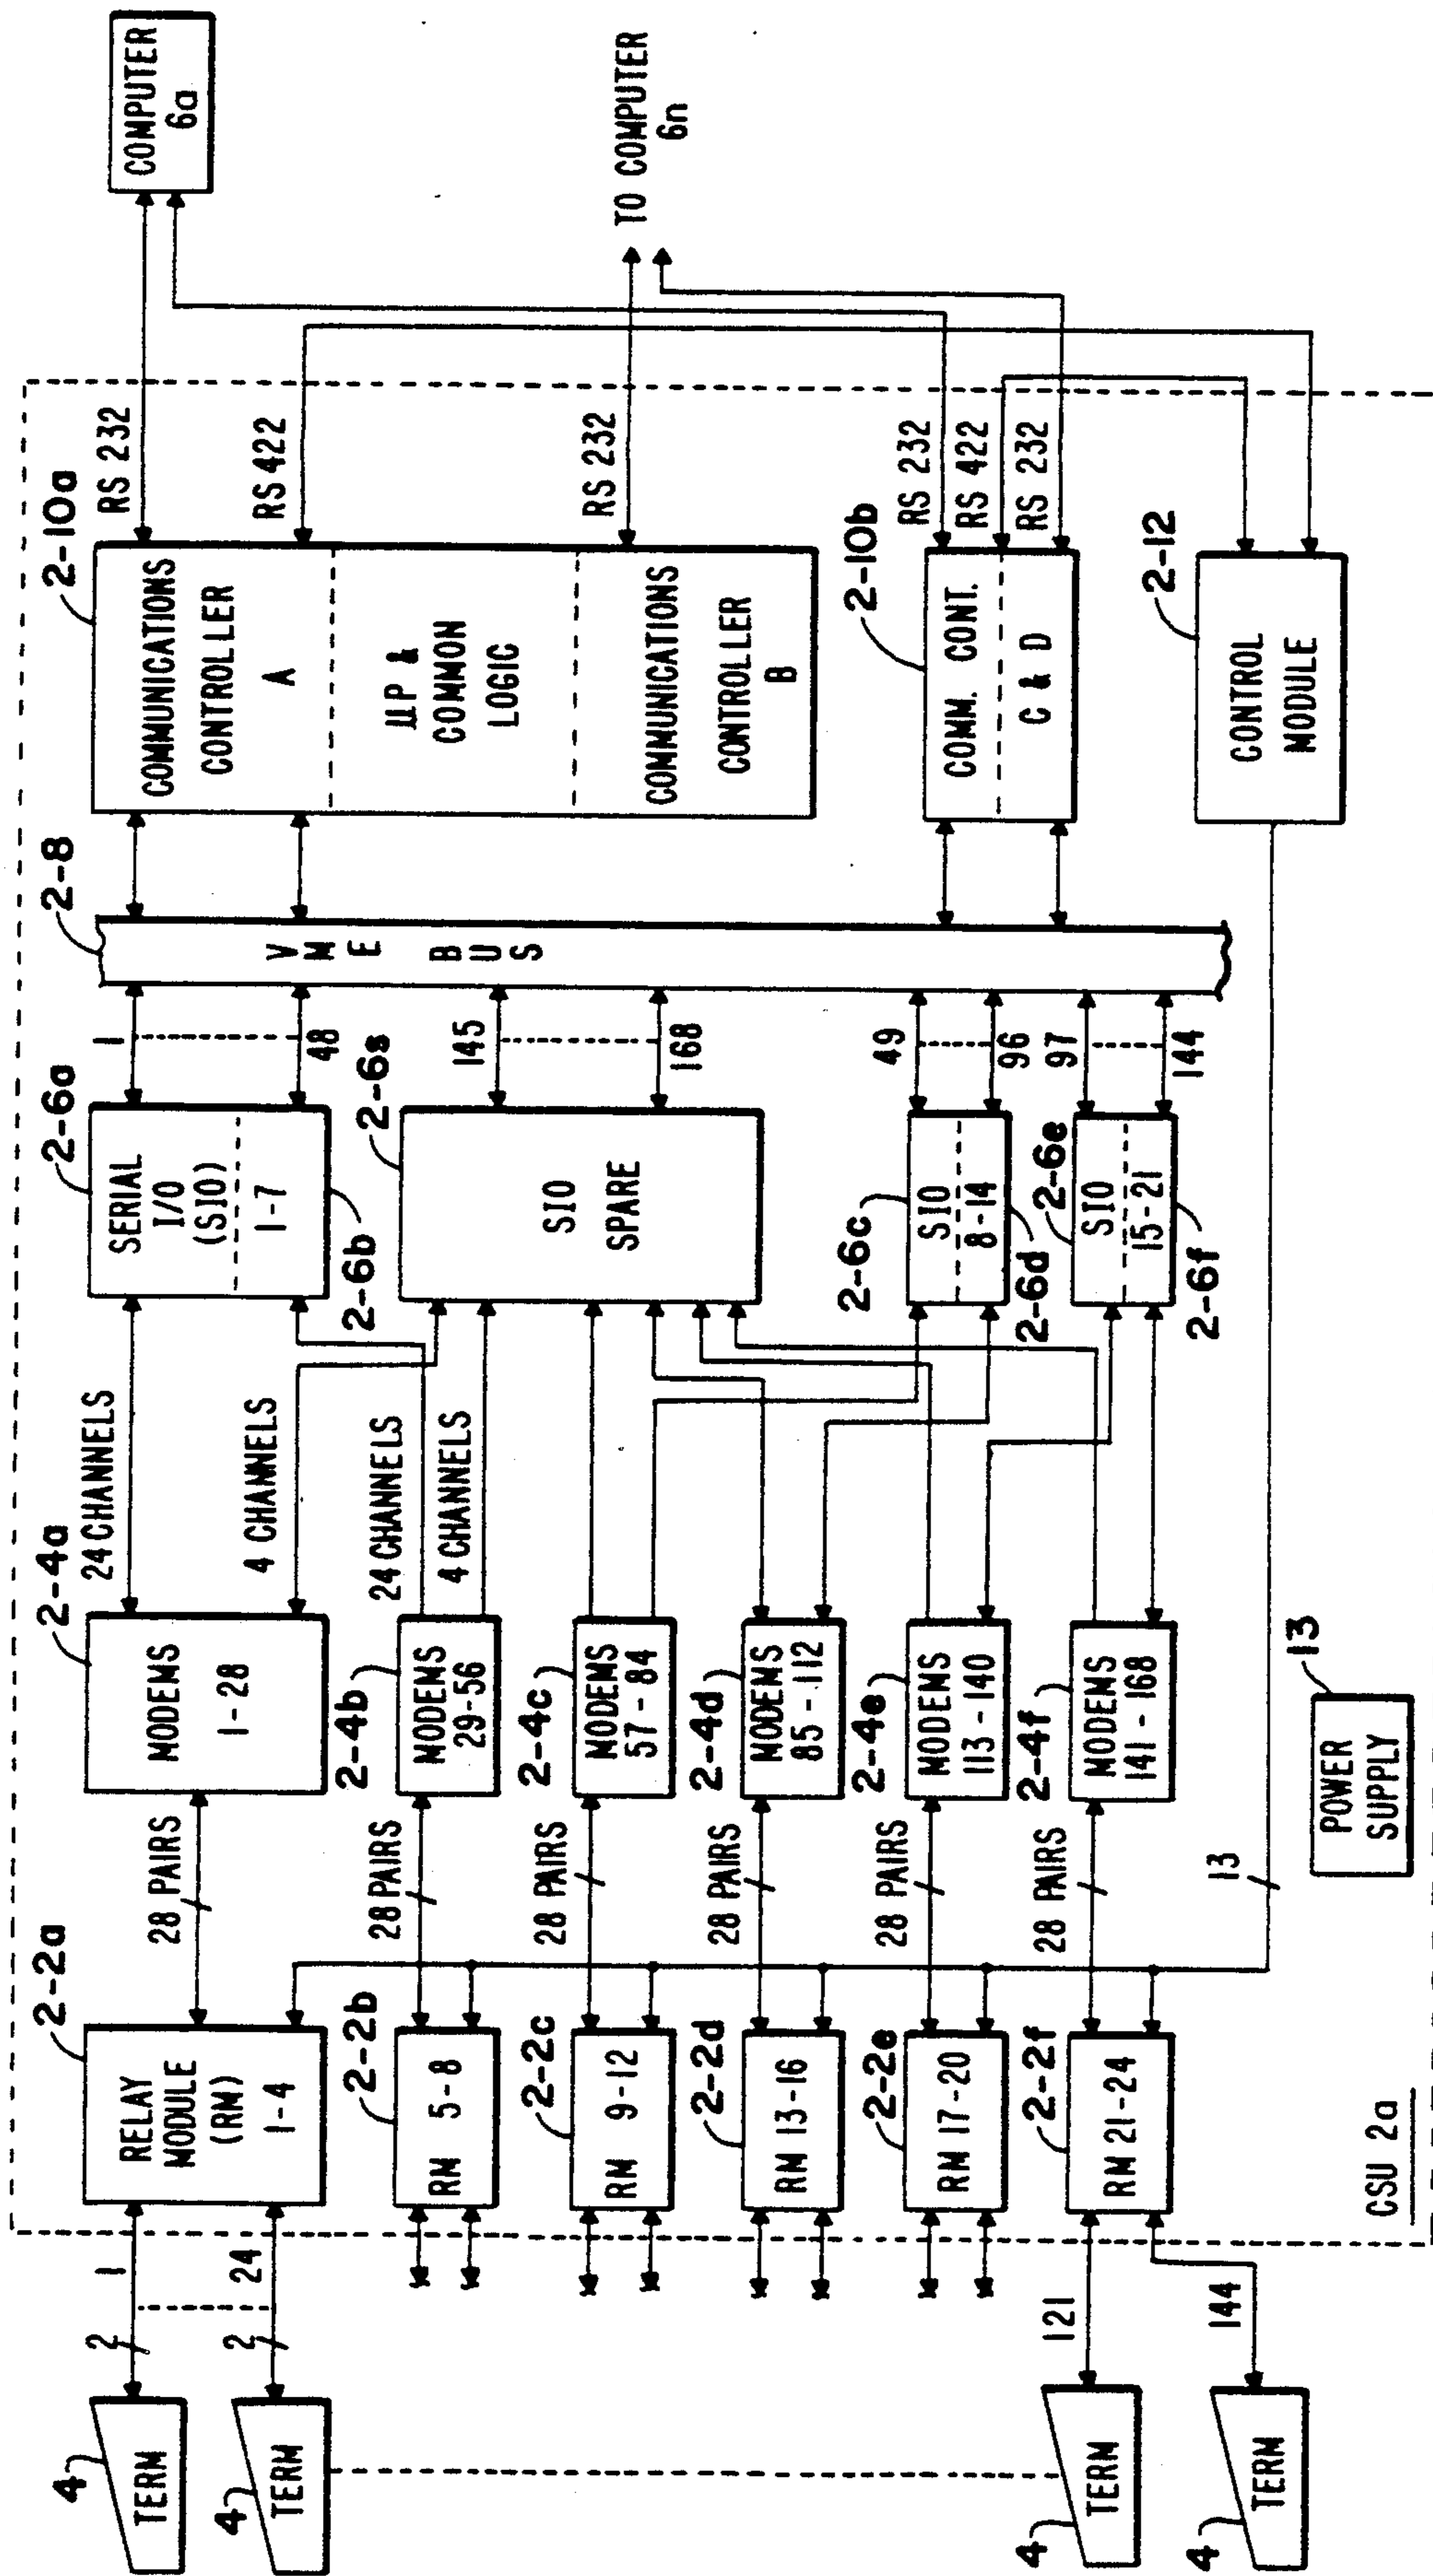 4
TERM
4
TERM
4
TERM
4
TERM
2
1
2
24
121
144
2-2a
RELAY
MODULE
(RM)
1-4
2-2b
RM 5-8
2-2c
RM 9-12
2-2d
RM 13-16
2-2e
RM 17-20
2-2f
RM 21-24
CSU 2a
28 PAIRS
28 PAIRS
28 PAIRS
28 PAIRS
28 PAIRS
28 PAIRS
13
2-4a
MODEMS
1-28
2-4b
MODEMS
29-56
2-4c
MODEMS
57-84
2-4d
MODEMS
85-112
2-4e
MODEMS
113-140
2-4f
MODEMS
141-168
13
POWER
SUPPLY
24 CHANNELS
4 CHANNELS
24 CHANNELS
4 CHANNELS
2-6a
SERIAL
I/O
(SIO)
1-7
2-6b
2-6s
SIO
SPARE
2-6c
SIO
8-14
2-6d
2-6e
SIO
15-21
2-6f
1
48
145
168
49
96
97
144
2-8
VME BUS
2-10a
COMMUNICATIONS
CONTROLLER
A
µP &
COMMON
LOGIC
COMMUNICATIONS
CONTROLLER
B
2-10b
COMM. CONT.
C & D
2-12
CONTROL
MODULE
RS 232
RS 422
RS 232
RS 232
RS 422
RS 232
COMPUTER
6a
TO COMPUTER
6n